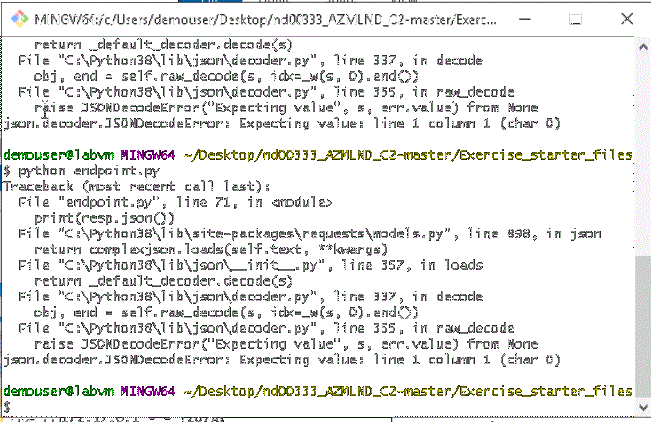 MINGW64:/c/Users/demouser/Desktop/nd00333_AZMLND_C2-master/Exerc...
return _default_decoder.decode(s)
File "C:\Python38\lib\json\decoder.py", line 337, in decode
obj, end = self.raw_decode(s, idx=_w(s, 0).end())
File "C:\Python38\lib\json\decoder.py", line 355, in raw_decode
raise JSONDecodeError("Expecting value", s, err.value) from None
json.decoder.JSONDecodeError: Expecting value: line 1 column 1 (char 0)
demouser@labvm MINGW64 ~/Desktop/nd00333_AZMLND_C2-master/Exercise_starter_files
$ python endpoint.py
Traceback (most recent call last):
File "endpoint.py", line 71, in <module>
print(resp.json())
File "C:\Python38\lib\site-packages\requests\models.py", line 898, in json
return complexjson.loads(self.text, **kwargs)
File "C:\Python38\lib\json\__init__.py", line 357, in loads
return _default_decoder.decode(s)
File "C:\Python38\lib\json\decoder.py", line 337, in decode
obj, end = self.raw_decode(s, idx=_w(s, 0).end())
File "C:\Python38\lib\json\decoder.py", line 355, in raw_decode
raise JSONDecodeError("Expecting value", s, err.value) from None
json.decoder.JSONDecodeError: Expecting value: line 1 column 1 (char 0)
demouser@labvm MINGW64 ~/Desktop/nd00333_AZMLND_C2-master/Exercise_starter_files
$